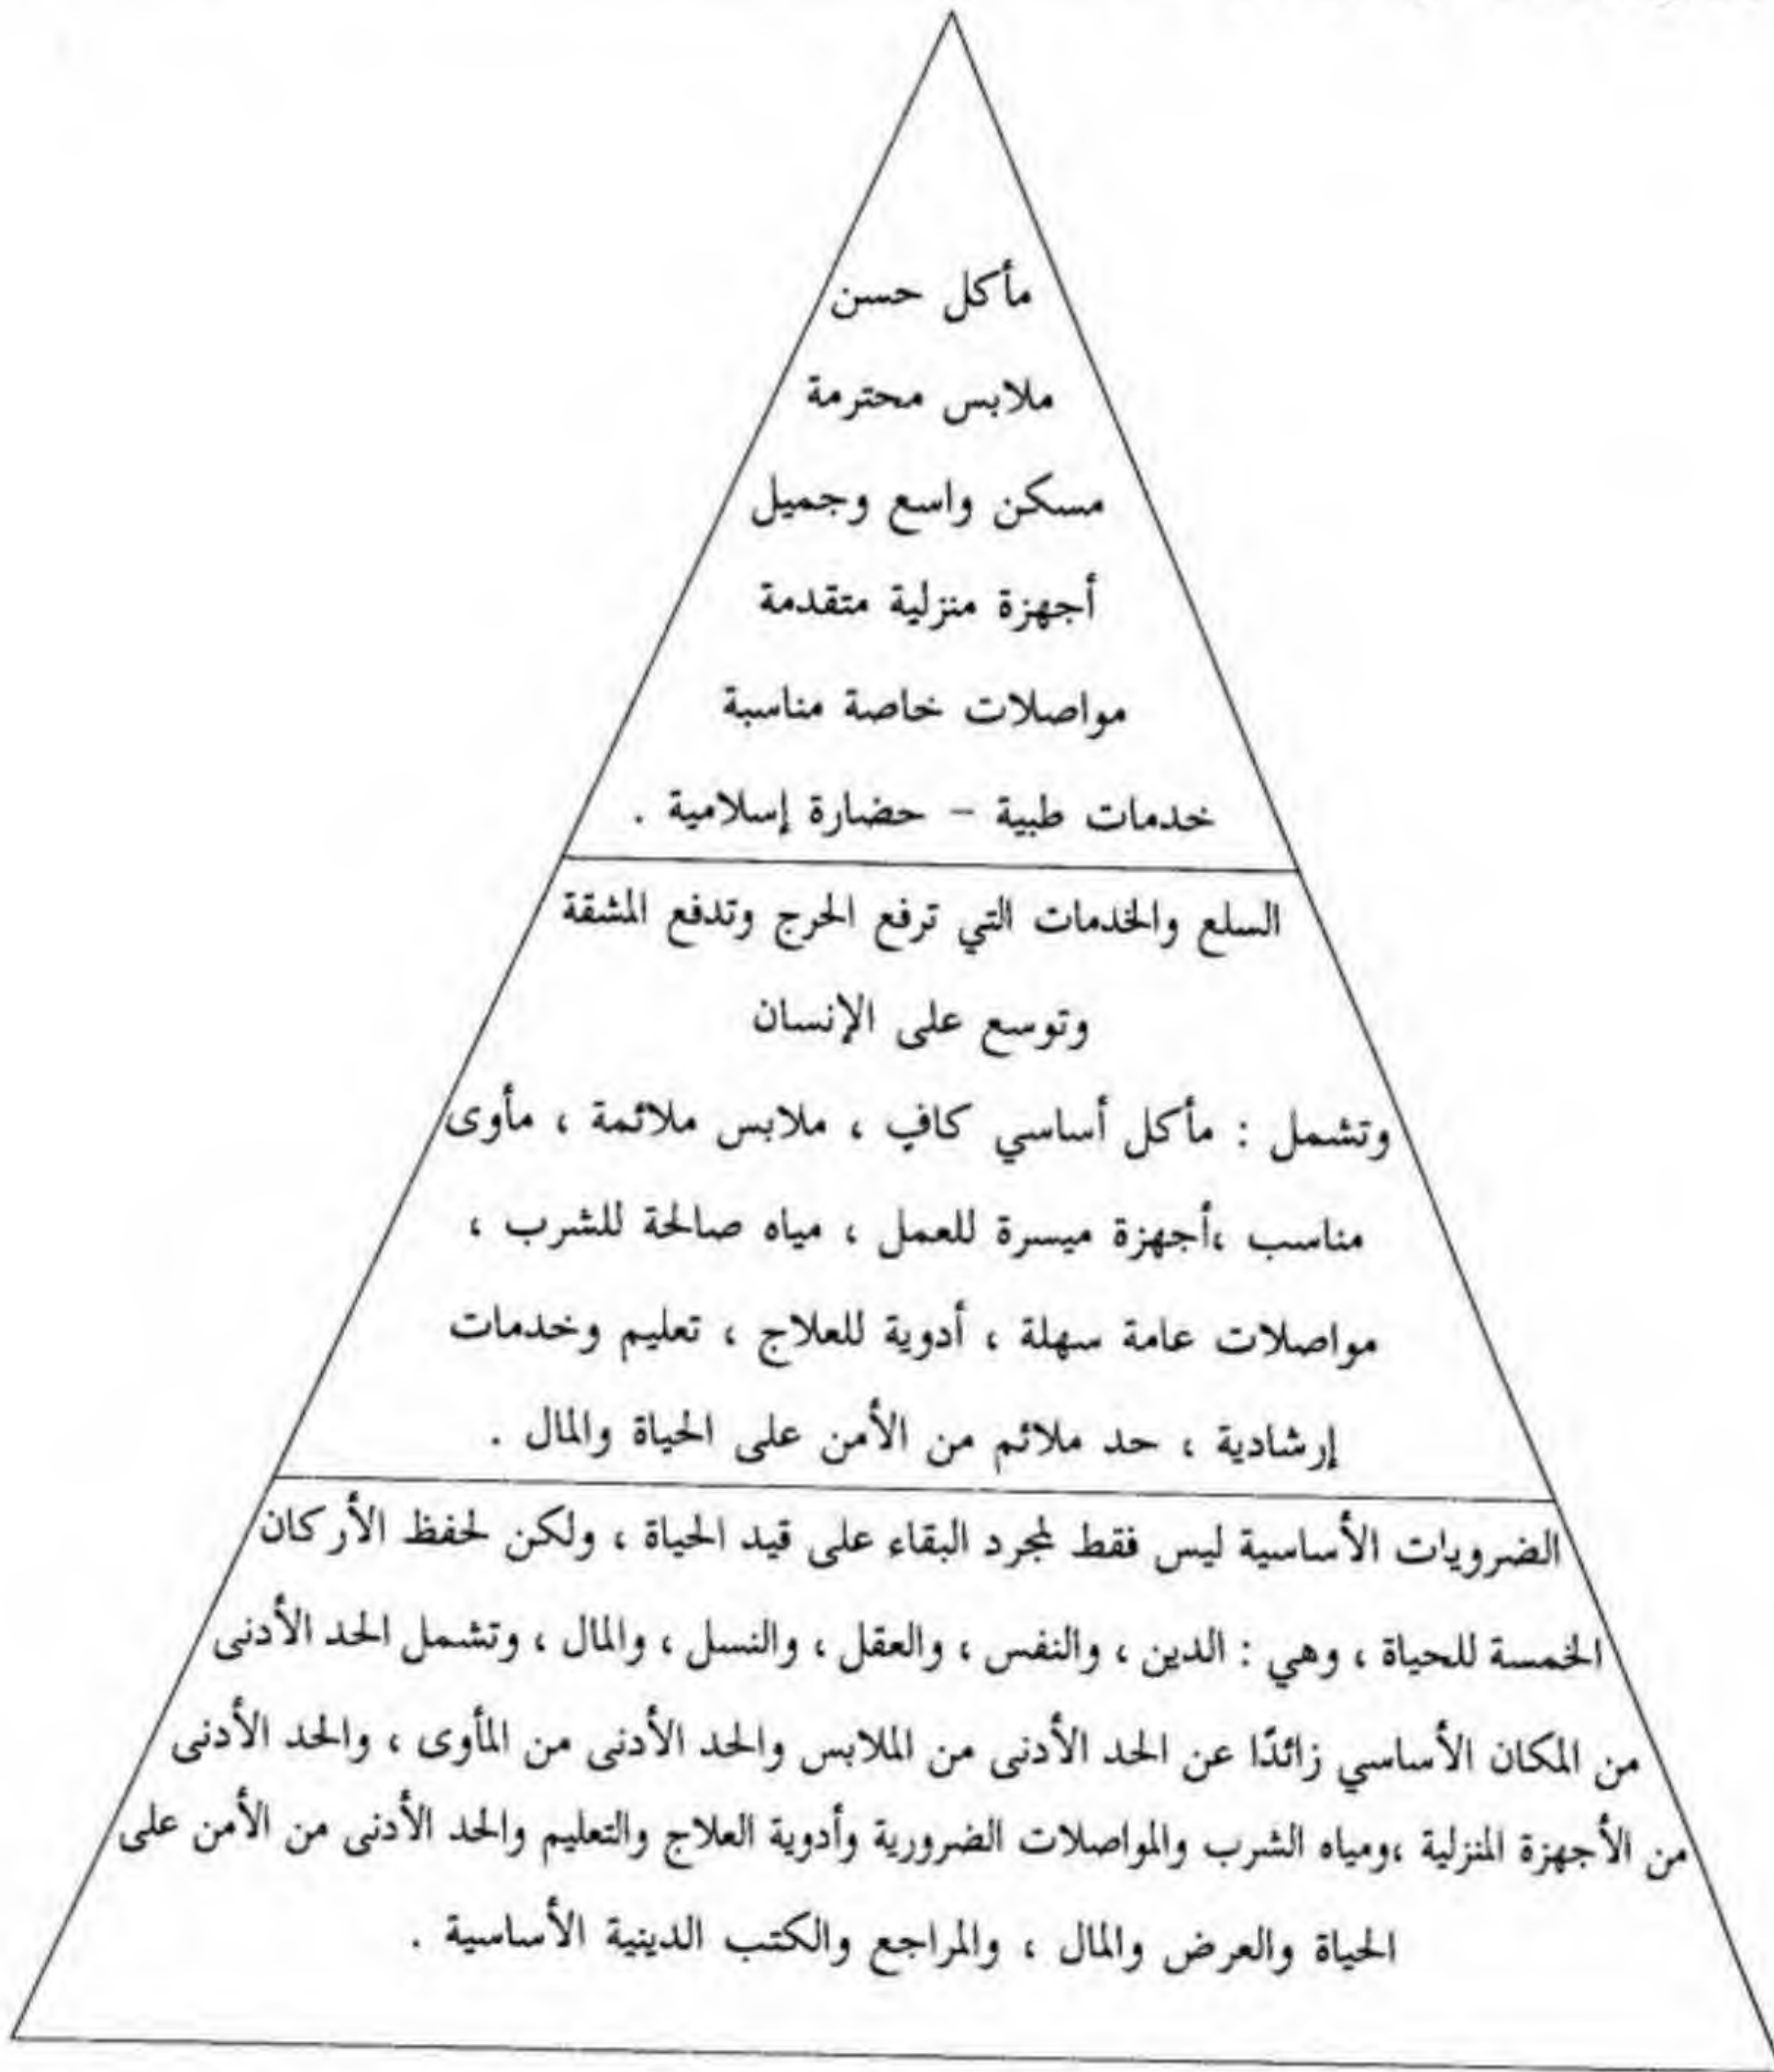 مأكل حسن
ملابس محترمة
مسكن واسع وجميل
أجهزة منزلية متقدمة
مواصلات خاصة مناسبة
خدمات طبية – حضارة إسلامية .
السلع والخدمات التي ترفع الحرج وتدفع المشقة
وتوسع على الإنسان
وتشمل : مأكل أساسي كافٍ ، ملابس ملائمة ، مأوى
مناسب ،أجهزة ميسرة للعمل ، مياه صالحة للشرب ،
مواصلات عامة سهلة ، أدوية للعلاج ، تعليم وخدمات
إرشادية ، حد ملائم من الأمن على الحياة والمال .
الضرويات الأساسية ليس فقط لمجرد البقاء على قيد الحياة ، ولكن لحفظ الأركان
الخمسة للحياة ، وهي : الدين ، والنفس ، والعقل ، والنسل ، والمال ، وتشمل الحد الأدنى
من المكان الأساسي زائدًا عن الحد الأدنى من الملابس والحد الأدنى من المأوى ، والحد الأدنى
من الأجهزة المنزلية ،ومياه الشرب والمواصلات الضرورية وأدوية العلاج والتعليم والحد الأدنى من الأمن على
الحياة والعرض والمال ، والمراجع والكتب الدينية الأساسية .